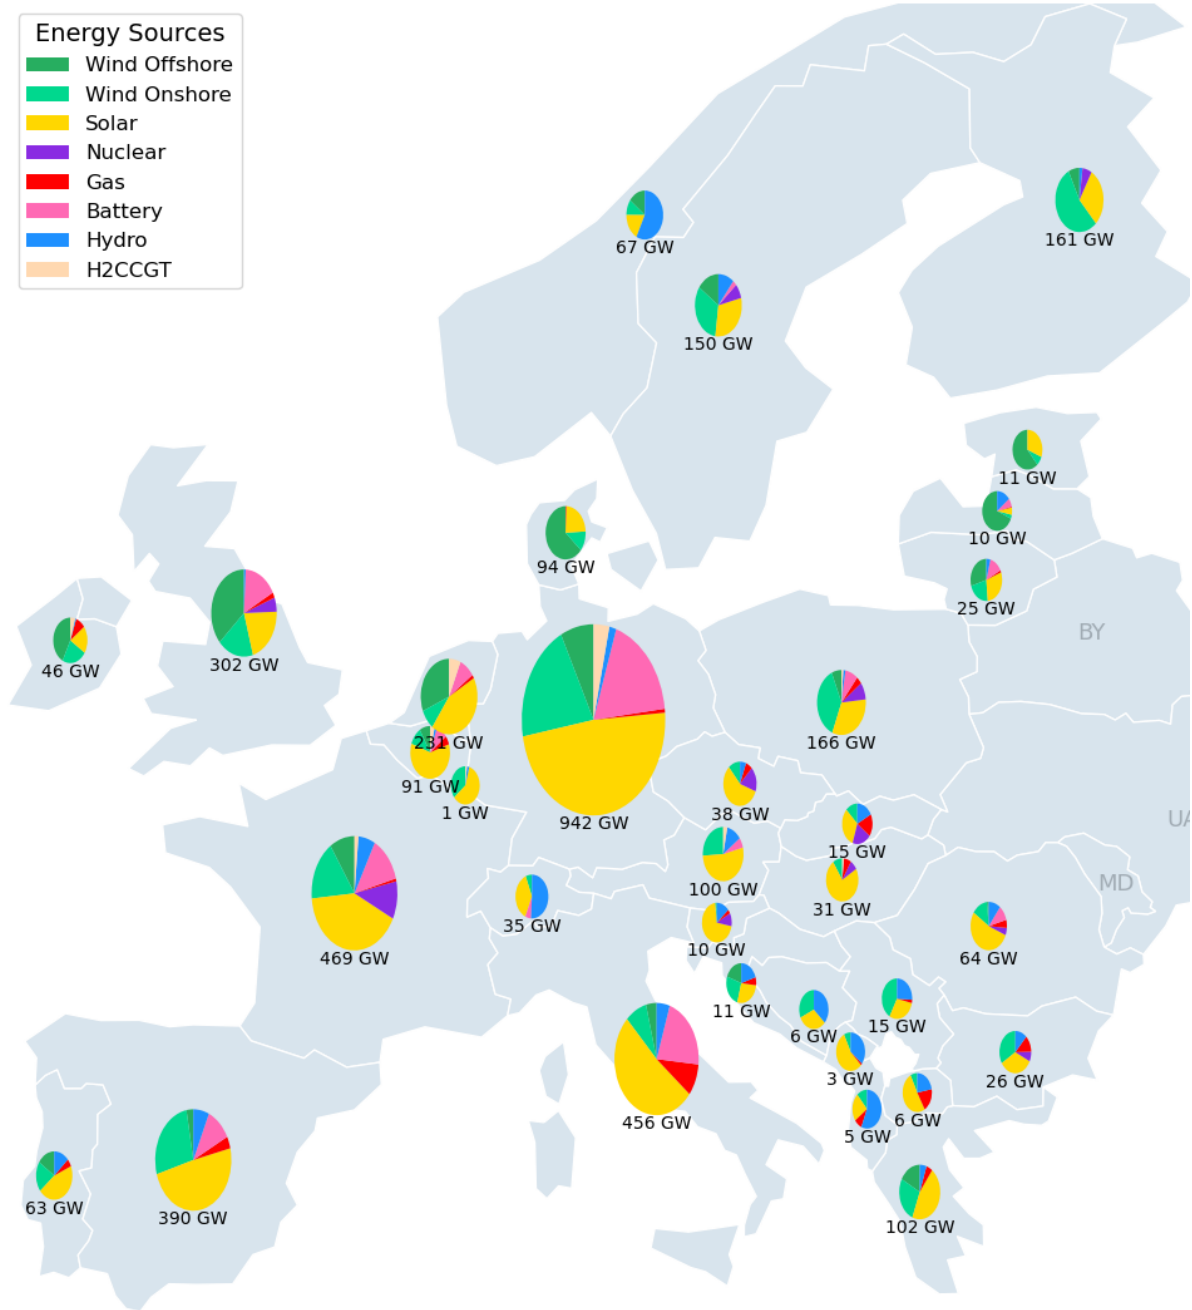 Energy Sources
Wind Offshore
Wind Onshore
Solar
Nuclear
Gas
Battery
Hydro
H2CCGT
67 GW
161 GW
150 GW
11 GW
10 GW
94 GW
25 GW
BY
46 GW
302 GW
231 GW
166 GW
91 GW
1 GW
942 GW
38 GW
UA
15 GW
100 GW
MD
31 GW
35 GW
10 GW
469 GW
64 GW
11 GW
6 GW
15 GW
3 GW
26 GW
456 GW
6 GW
5 GW
63 GW
390 GW
102 GW